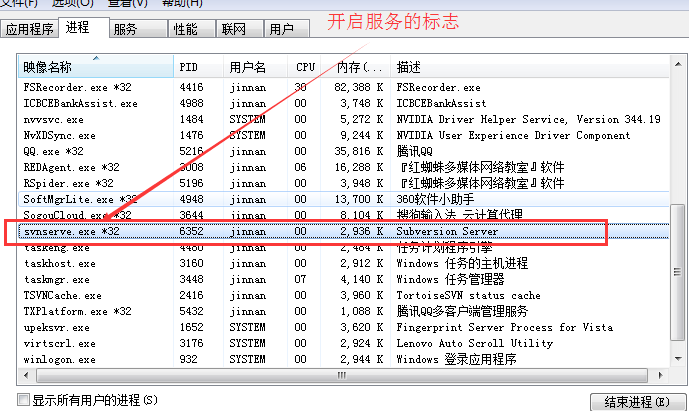 文件(F) 选项(O) 查看(V) 帮助(H)
开启服务的标志
应用程序 进程 服务 性能 联网 用户
映像名称 PID 用户名 CPU 内存(... 描述
FSRecorder.exe *32 4416 jinnan 30 82,388 K FSRecorder.exe
ICBCEBankAssist.exe 4988 jinnan 00 3,748 K ICBCEBankAssist
nvvsvc.exe 1484 SYSTEM 00 5,272 K NVIDIA Driver Helper Service, Version 344.19
NvXDSync.exe 1476 SYSTEM 00 9,244 K NVIDIA User Experience Driver Component
QQ.exe *32 5216 jinnan 00 35,816 K 腾讯QQ
REDAgent.exe *32 3008 jinnan 06 16,288 K 『红蜘蛛多媒体网络教室』软件
RSpider.exe *32 5196 jinnan 00 3,948 K 『红蜘蛛多媒体网络教室』软件
SoftMgrLite.exe *32 4948 jinnan 00 13,700 K 360软件小助手
SogouCloud.exe *32 3644 jinnan 00 8,104 K 搜狗输入法 云计算代理
svnserve.exe *32 6352 jinnan 00 2,936 K Subversion Server
taskeng.exe 4480 jinnan 00 2,484 K 任务计划程序引擎
taskhost.exe 3160 jinnan 00 2,912 K Windows 任务的主机进程
taskmgr.exe 3448 jinnan 07 4,140 K Windows 任务管理器
TSVNCache.exe 2416 jinnan 00 3,960 K TortoiseSVN status cache
TXPlatform.exe *32 5432 jinnan 00 1,088 K 腾讯QQ多客户端管理服务
upeksvr.exe 1652 SYSTEM 00 3,620 K Fingerprint Server Process for Vista
virtscrl.exe 3176 SYSTEM 00 2,924 K Lenovo Auto Scroll Utility
winlogon.exe 932 SYSTEM 00 2,944 K Windows 登录应用程序
显示所有用户的进程(S) 结束进程(E)